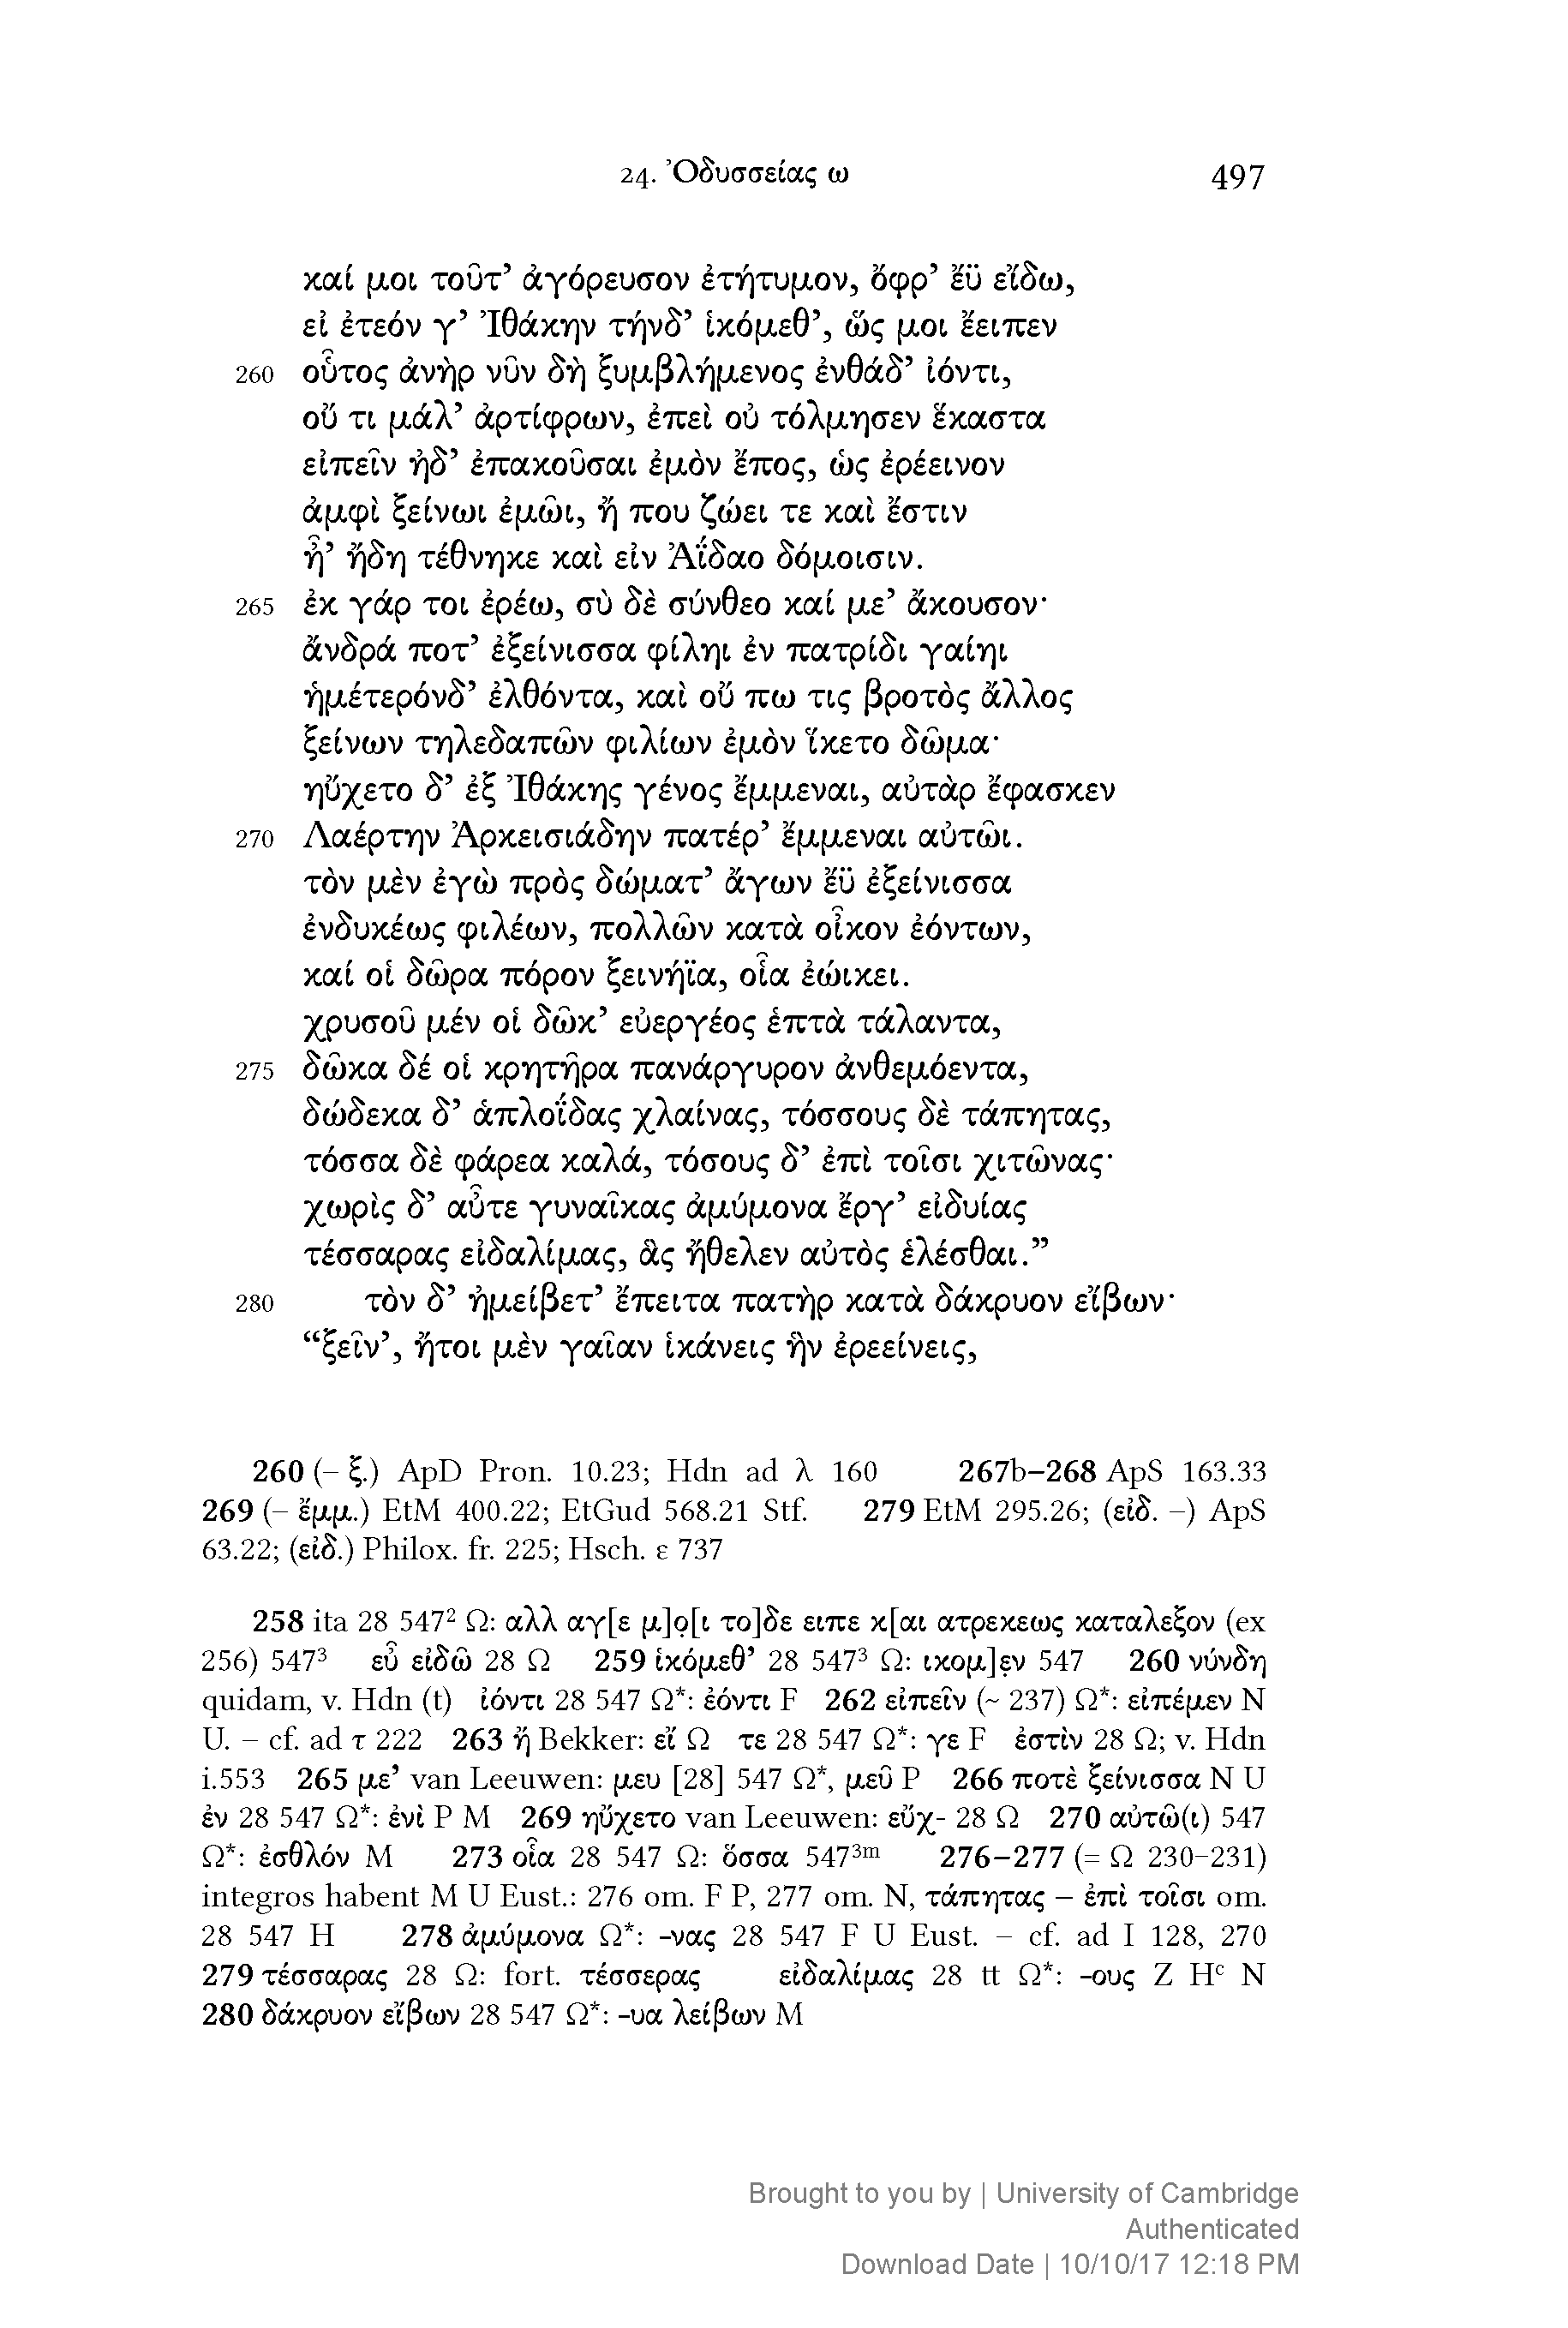 24. Ὀδυσσείας ω 497
καί μοι τοῦτ’ ἀγόρευσον ἐτήτυμον, ὄφρ’ ἔϋ εἴδω,
εἰ ἐτεόν γ’ Ἰθάκην τήνδ’ ἱκόμεθ’, ὥς μοι ἔειπεν
260 οὗτος ἀνὴρ νῦν δὴ ξυμβλήμενος ἐνθάδ’ ἰόντι,
οὔ τι μάλ’ ἀρτίφρων, ἐπεὶ οὐ τόλμησεν ἕκαστα
εἰπεῖν ἠδ’ ἐπακοῦσαι ἐμὸν ἔπος, ὡς ἐρέεινον
ἀμφὶ ξείνωι ἐμῶι, ἤ που ζώει τε καὶ ἔστιν
ἦ’ ἤδη τέθνηκε καὶ εἰν Ἀΐδαο δόμοισιν.
265 ἐκ γάρ τοι ἐρέω, σὺ δὲ σύνθεο καί με’ ἄκουσον·
ἄνδρά ποτ’ ἐξείνισσα φίληι ἐν πατρίδι γαίηι
ἡμέτερόνδ’ ἐλθόντα, καὶ οὔ πω τις βροτὸς ἄλλος
ξείνων τηλεδαπῶν φιλίων ἐμὸν ἵκετο δῶμα·
ηὔχετο δ’ ἐξ Ἰθάκης γένος ἔμμεναι, αὐτὰρ ἔφασκεν
270 Λαέρτην Ἀρκεισιάδην πατέρ’ ἔμμεναι αὐτῶι.
τὸν μὲν ἐγὼ πρὸς δώματ’ ἄγων ἔϋ ἐξείνισσα
ἐνδυκέως φιλέων, πολλῶν κατὰ οἶκον ἐόντων,
καί οἱ δῶρα πόρον ξεινήϊα, οἷα ἐώικει.
χρυσοῦ μέν οἱ δῶκ’ εὐεργέος ἑπτὰ τάλαντα,
275 δῶκα δέ οἱ κρητῆρα πανάργυρον ἀνθεμόεντα,
δώδεκα δ’ ἁπλοΐδας χλαίνας, τόσσους δὲ τάπητας,
τόσσα δὲ φάρεα καλά, τόσους δ’ ἐπὶ τοῖσι χιτῶνας·
χωρὶς δ’ αὖτε γυναῖκας ἀμύμονα ἔργ’ εἰδυίας
τέσσαρας εἰδαλίμας, ἃς ἤθελεν αὐτὸς ἑλέσθαι.”
280 τὸν δ’ ἠμείβετ’ ἔπειτα πατὴρ κατὰ δάκρυον εἴβων·
“ξεῖν’, ἤτοι μὲν γαῖαν ἱκάνεις ἣν ἐρεείνεις,
260 (– ξ.) ApD Pron. 10.23; Hdn ad λ 160 267b–268 ApS 163.33
269 (– ἔμμ.) EtM 400.22; EtGud 568.21 Stf. 279 EtM 295.26; (εἰδ. –) ApS
63.22; (εἰδ.) Philox. fr. 225; Hsch. ε 737
258 ita 28 547² Ω: αλλ αγ[ε μ]ο̣[ι το]δε ειπε κ[αι ατρεκεως καταλεξον (ex
256) 547³ εὖ εἰδῶ 28 Ω 259 ἱκόμεθ’ 28 547³ Ω: ικομ]ε̣ν 547 260 νύνδη
quidam, v. Hdn (t) ἰόντι 28 547 Ω*: ἐόντι F 262 εἰπεῖν (~ 237) Ω*: εἰπέμεν N
U. – cf. ad τ 222 263 ἤ Bekker: εἴ Ω τε 28 547 Ω*: γε F ἐστὶν 28 Ω; v. Hdn
i.553 265 με’ van Leeuwen: μευ [28] 547 Ω*, μεῦ P 266 ποτὲ ξείνισσα N U
ἐν 28 547 Ω*: ἐνὶ P M 269 ηὔχετο van Leeuwen: εὔχ- 28 Ω 270 αὐτῶ(ι) 547
Ω*: ἐσθλόν M 273 οἷα 28 547 Ω: ὅσσα 547³ᵐ 276–277 (= Ω 230–231)
integros habent M U Eust.: 276 om. F P, 277 om. N, τάπητας – ἐπὶ τοῖσι om.
28 547 H 278 ἀμύμονα Ω*: -νας 28 547 F U Eust. – cf. ad I 128, 270
279 τέσσαρας 28 Ω: fort. τέσσερας εἰδαλίμας 28 tt Ω*: -ους Z Hᶜ N
280 δάκρυον εἴβων 28 547 Ω*: -υα λείβων M
Brought to you by | University of Cambridge
Authenticated
Download Date | 10/10/17 12:18 PM